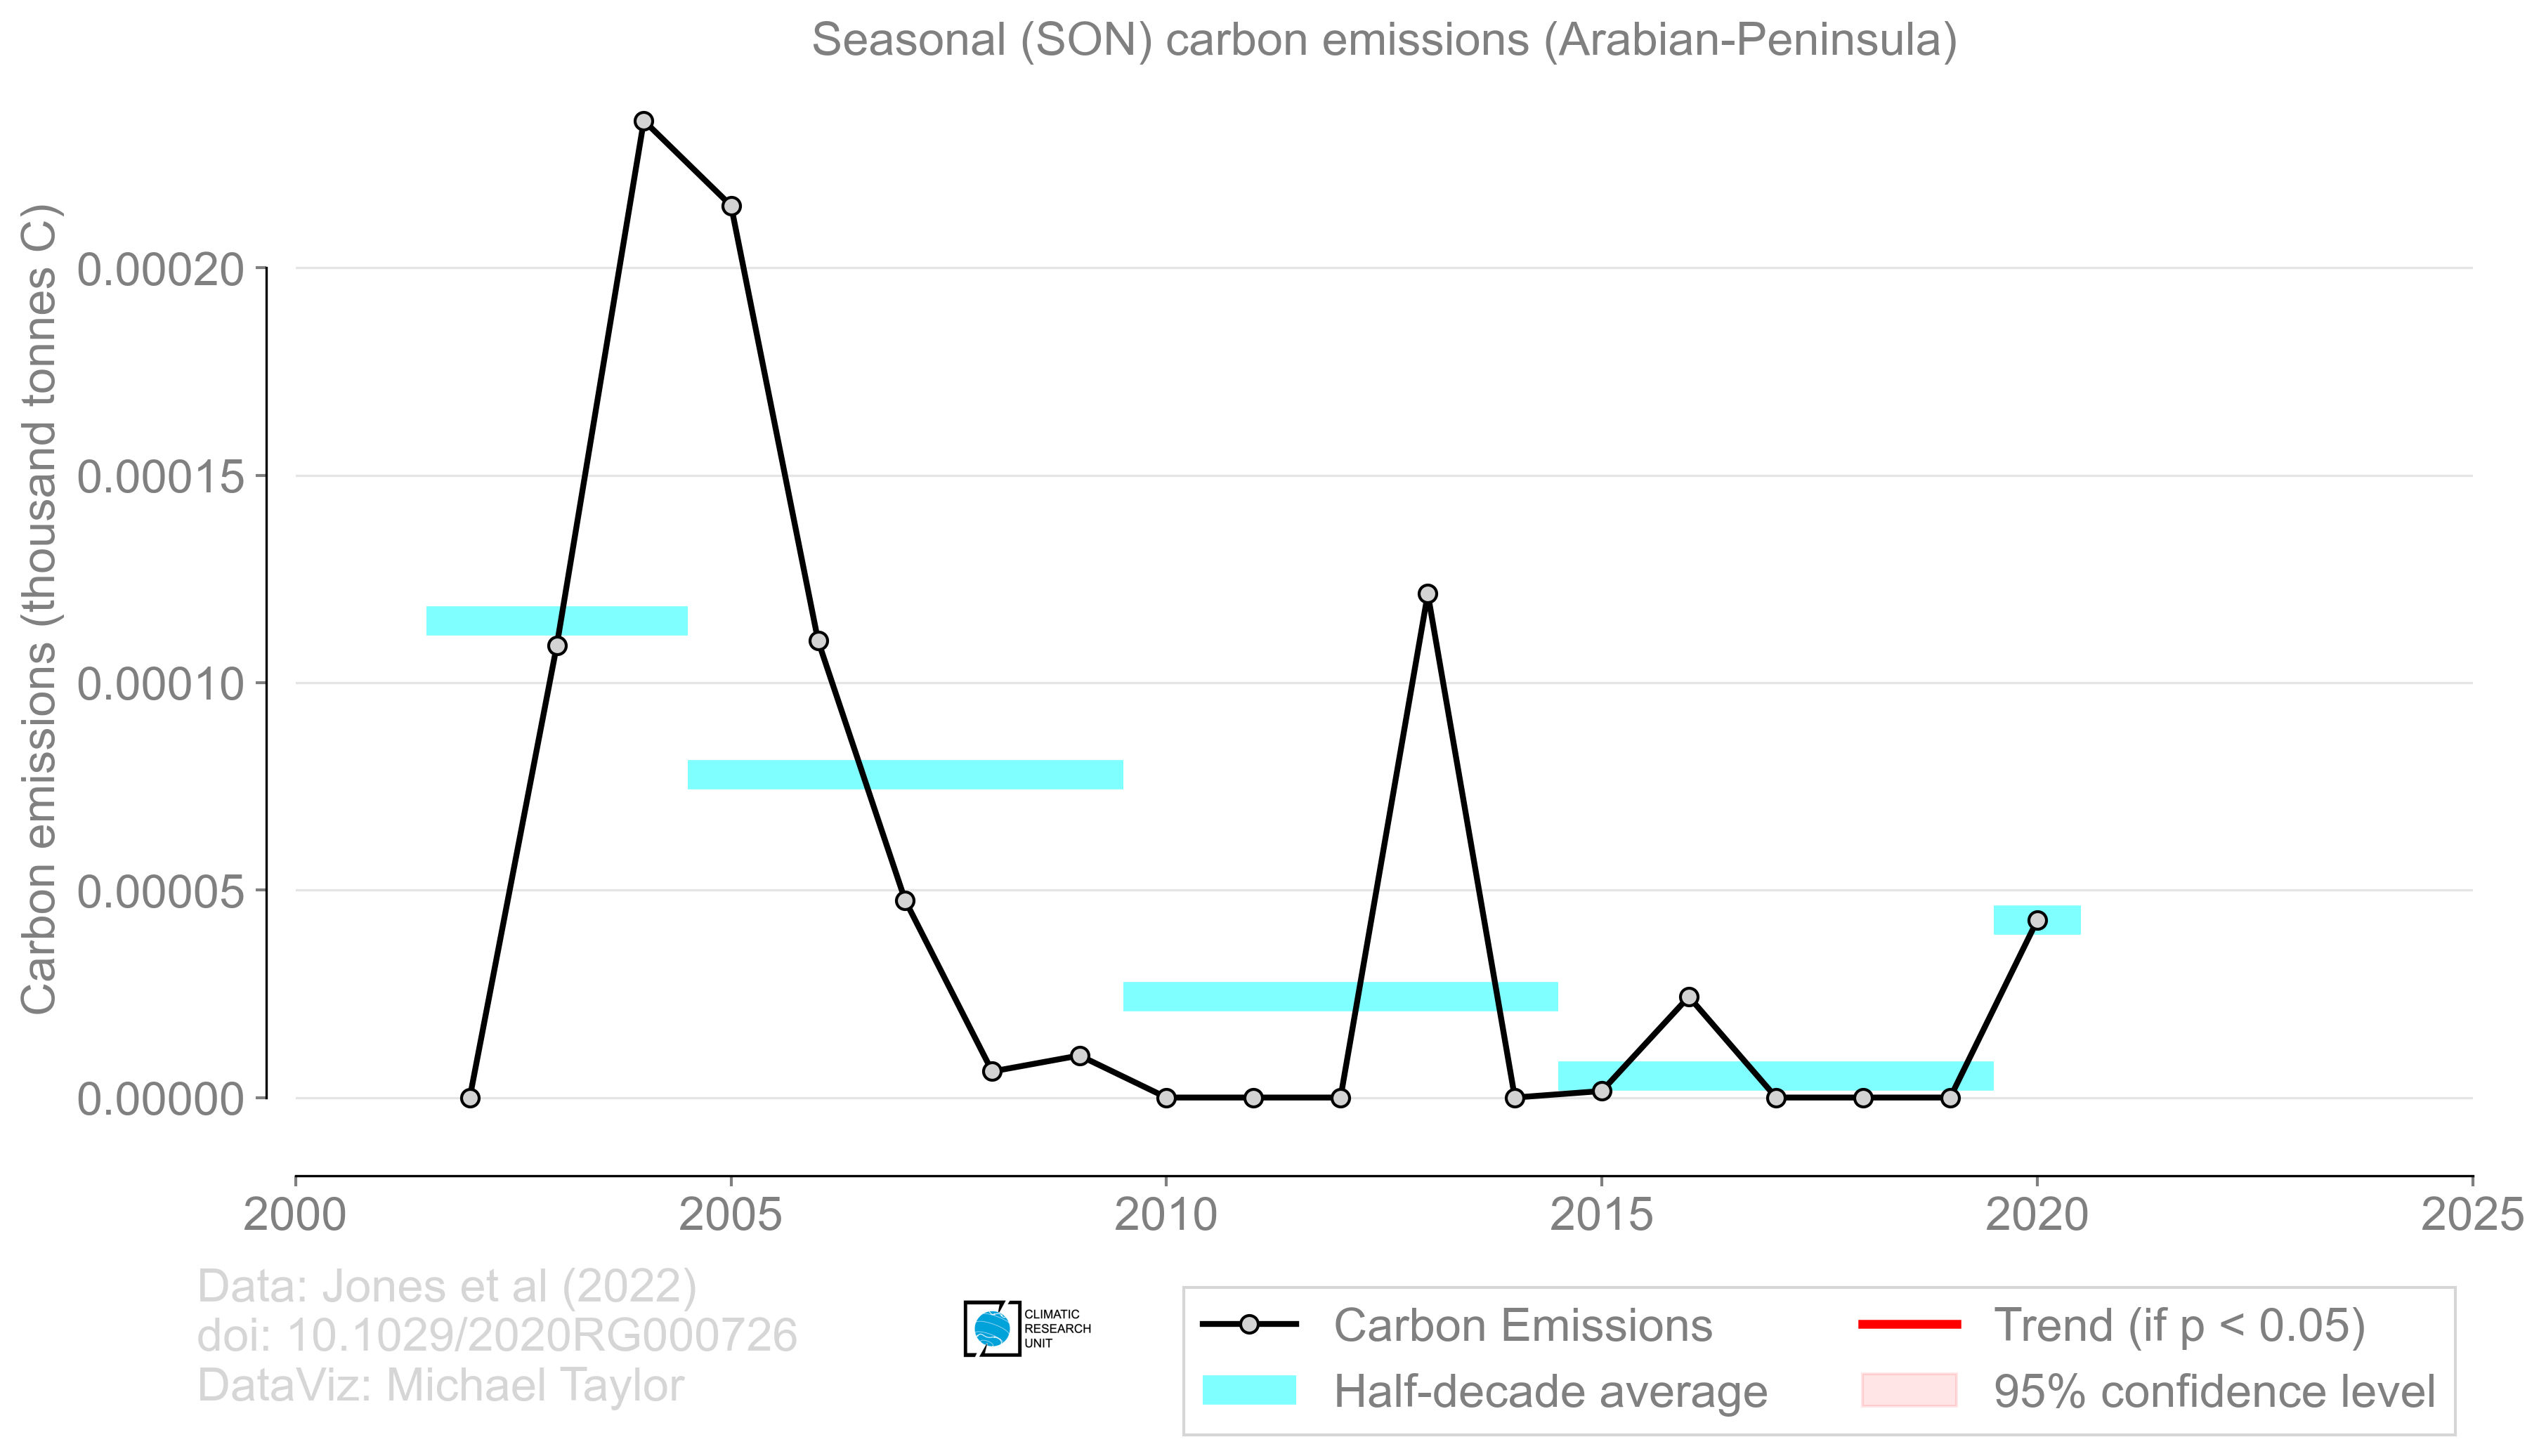 Seasonal (SON) carbon emissions (Arabian-Peninsula)
Carbon emissions (thousand tonnes C)
0.00020
0.00015
0.00010
0.00005
0.00000
2000
2005
2010
2015
2020
2025
Data: Jones et al (2022)
doi: 10.1029/2020RG000726
DataViz: Michael Taylor
CLIMATIC
RESEARCH
UNIT
Carbon Emissions
Half-decade average
Trend (if p < 0.05)
95% confidence level